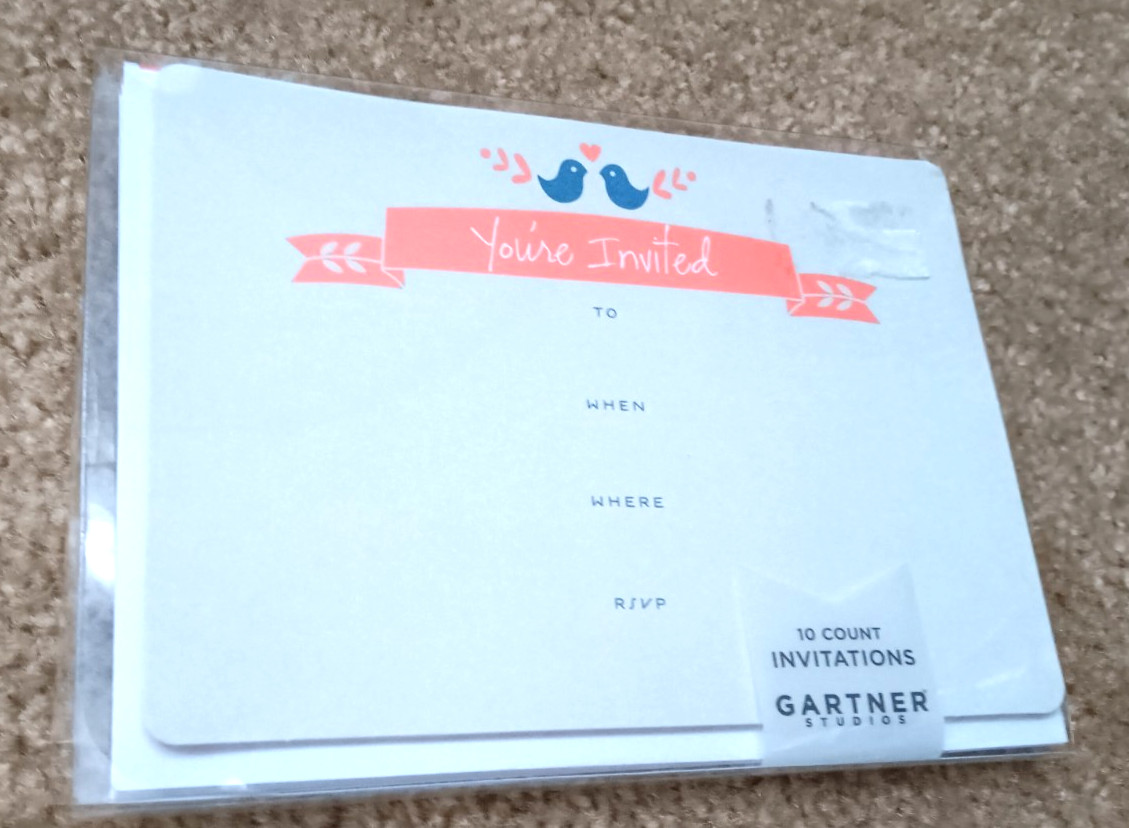 You're Invited
TO
WHEN
WHERE
RSVP
10 COUNT
INVITATIONS
GARTNER
STUDIOS